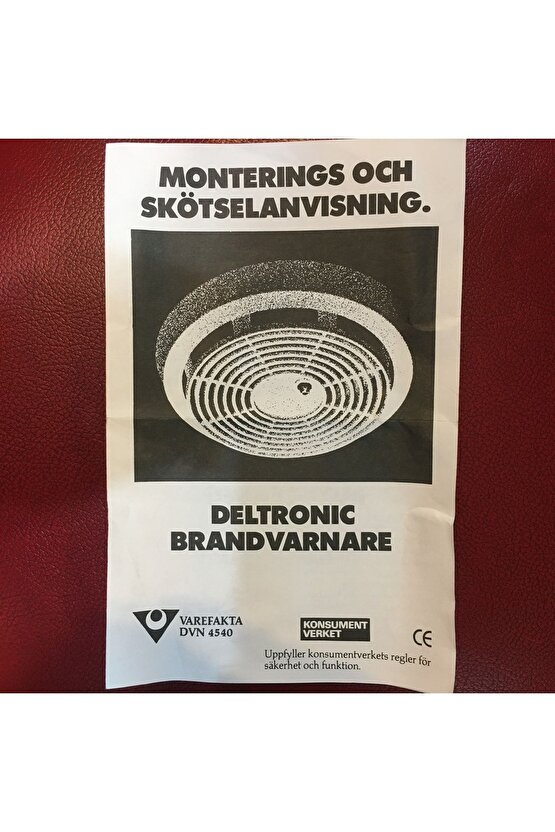 MONTERINGS OCH
SKÖTSELANVISNING.
DELTRONIC
BRANDVARNARE
VAREFAKTA
DVN 4540
KONSUMENT
VERKET
CE
Uppfyller konsumentverkets regler för
säkerhet och funktion.